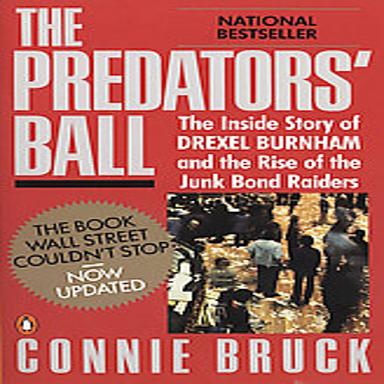 THE
PREDATORS'
BALL
NATIONAL
BESTSELLER
The Inside Story of
DREXEL BURNHAM
and the Rise of the
Junk Bond Raiders
THE BOOK
WALL STREET
COULDN'T STOP
NOW
UPDATED
CONNIE BRUCK